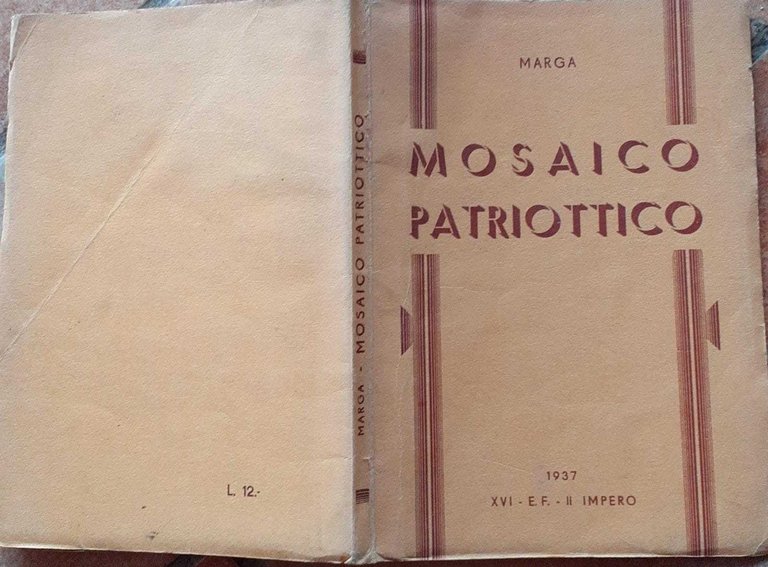 MARGA
MOSAICO
PATRIOTTICO
1937
XVI - E.F. - II IMPERO
MARGA - MOSAICO PATRIOTTICO
L. 12.-